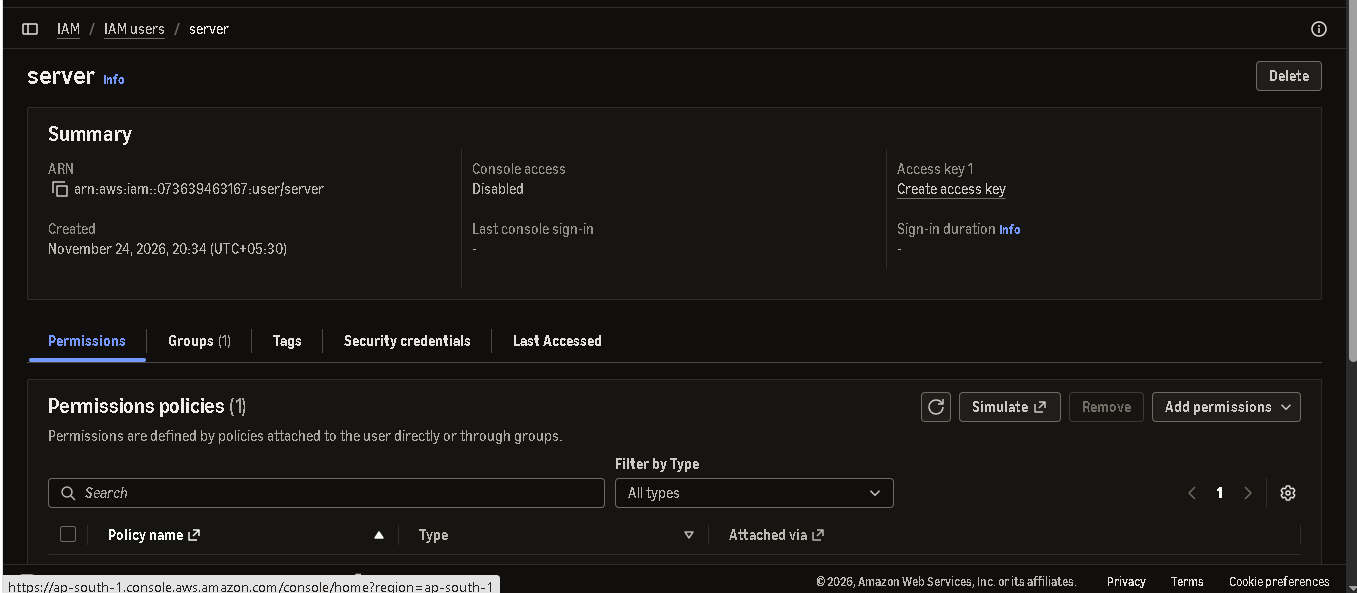 IAM / IAM users / server
server Info
Delete
Summary
ARN
arn:aws:iam::073639463167:user/server
Console access
Disabled
Access key 1
Create access key
Created
November 24, 2026, 20:34 (UTC+05:30)
Last console sign-in
-
Sign-in duration Info
-
Permissions
Groups (1)
Tags
Security credentials
Last Accessed
Permissions policies (1)
Simulate
Remove
Add permissions
Permissions are defined by policies attached to the user directly or through groups.
Filter by Type
Search
All types
1
Policy name
Type
Attached via
https://ap-south-1.console.aws.amazon.com/console/home?region=ap-south-1
© 2026, Amazon Web Services, Inc. or its affiliates.
Privacy
Terms
Cookie preferences